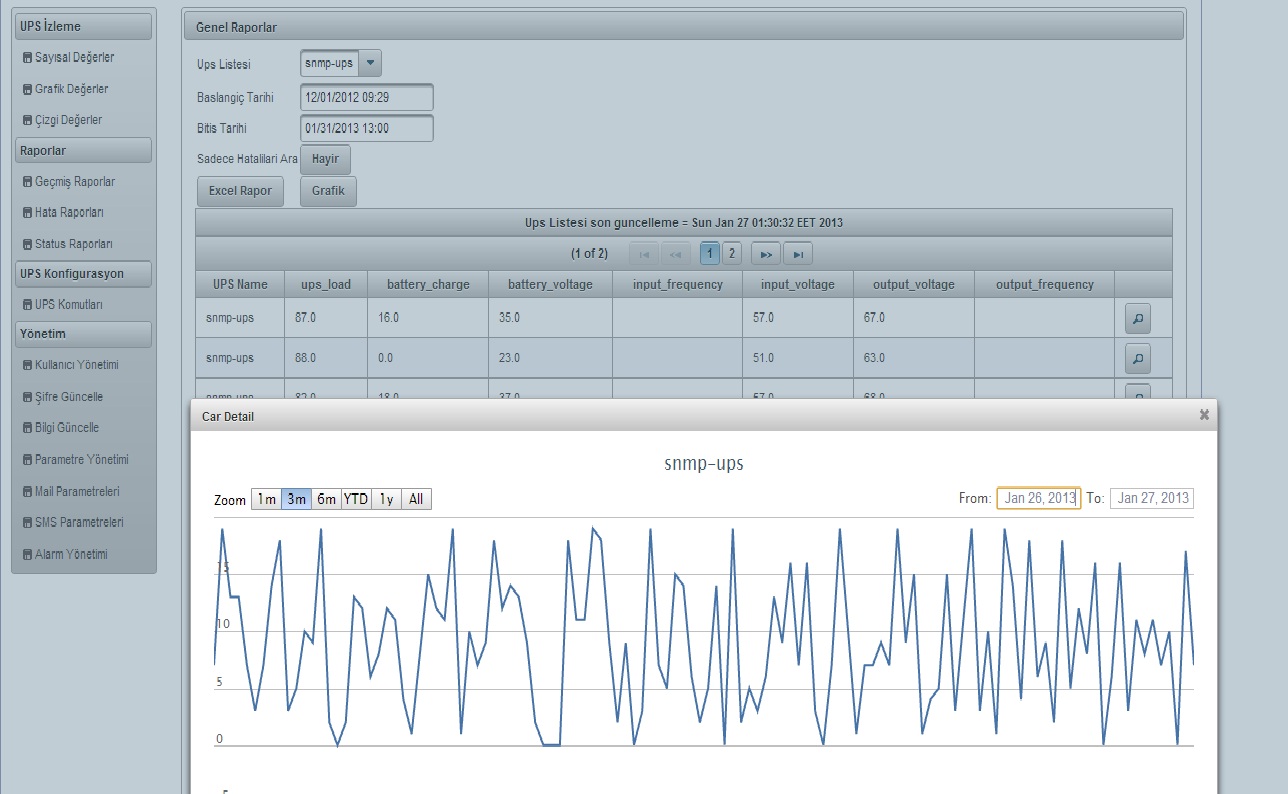 UPS İzleme
Sayısal Değerler
Grafik Değerler
Çizgi Değerler
Raporlar
Geçmiş Raporlar
Hata Raporları
Status Raporları
UPS Konfigurasyon
UPS Komutları
Yönetim
Kullanıcı Yönetimi
Şifre Güncelle
Bilgi Güncelle
Parametre Yönetimi
Mail Parametreleri
SMS Parametreleri
Alarm Yönetimi
Genel Raporlar
Ups Listesi snmp-ups
Baslangiç Tarihi 12/01/2012 09:29
Bitis Tarihi 01/31/2013 13:00
Sadece Hatalilari Ara Hayir
Excel Rapor Grafik
Ups Listesi son guncelleme = Sun Jan 27 01:30:32 EET 2013
(1 of 2) 1 2
UPS Name ups_load battery_charge battery_voltage input_frequency input_voltage output_voltage output_frequency
snmp-ups 87.0 16.0 35.0 57.0 67.0
snmp-ups 88.0 0.0 23.0 51.0 63.0
snmp-ups 82.0 18.0 37.0 57.0 68.0
Car Detail
snmp-ups
Zoom 1m 3m 6m YTD 1y All From: Jan 26, 2013 To: Jan 27, 2013
15
10
5
0
-5